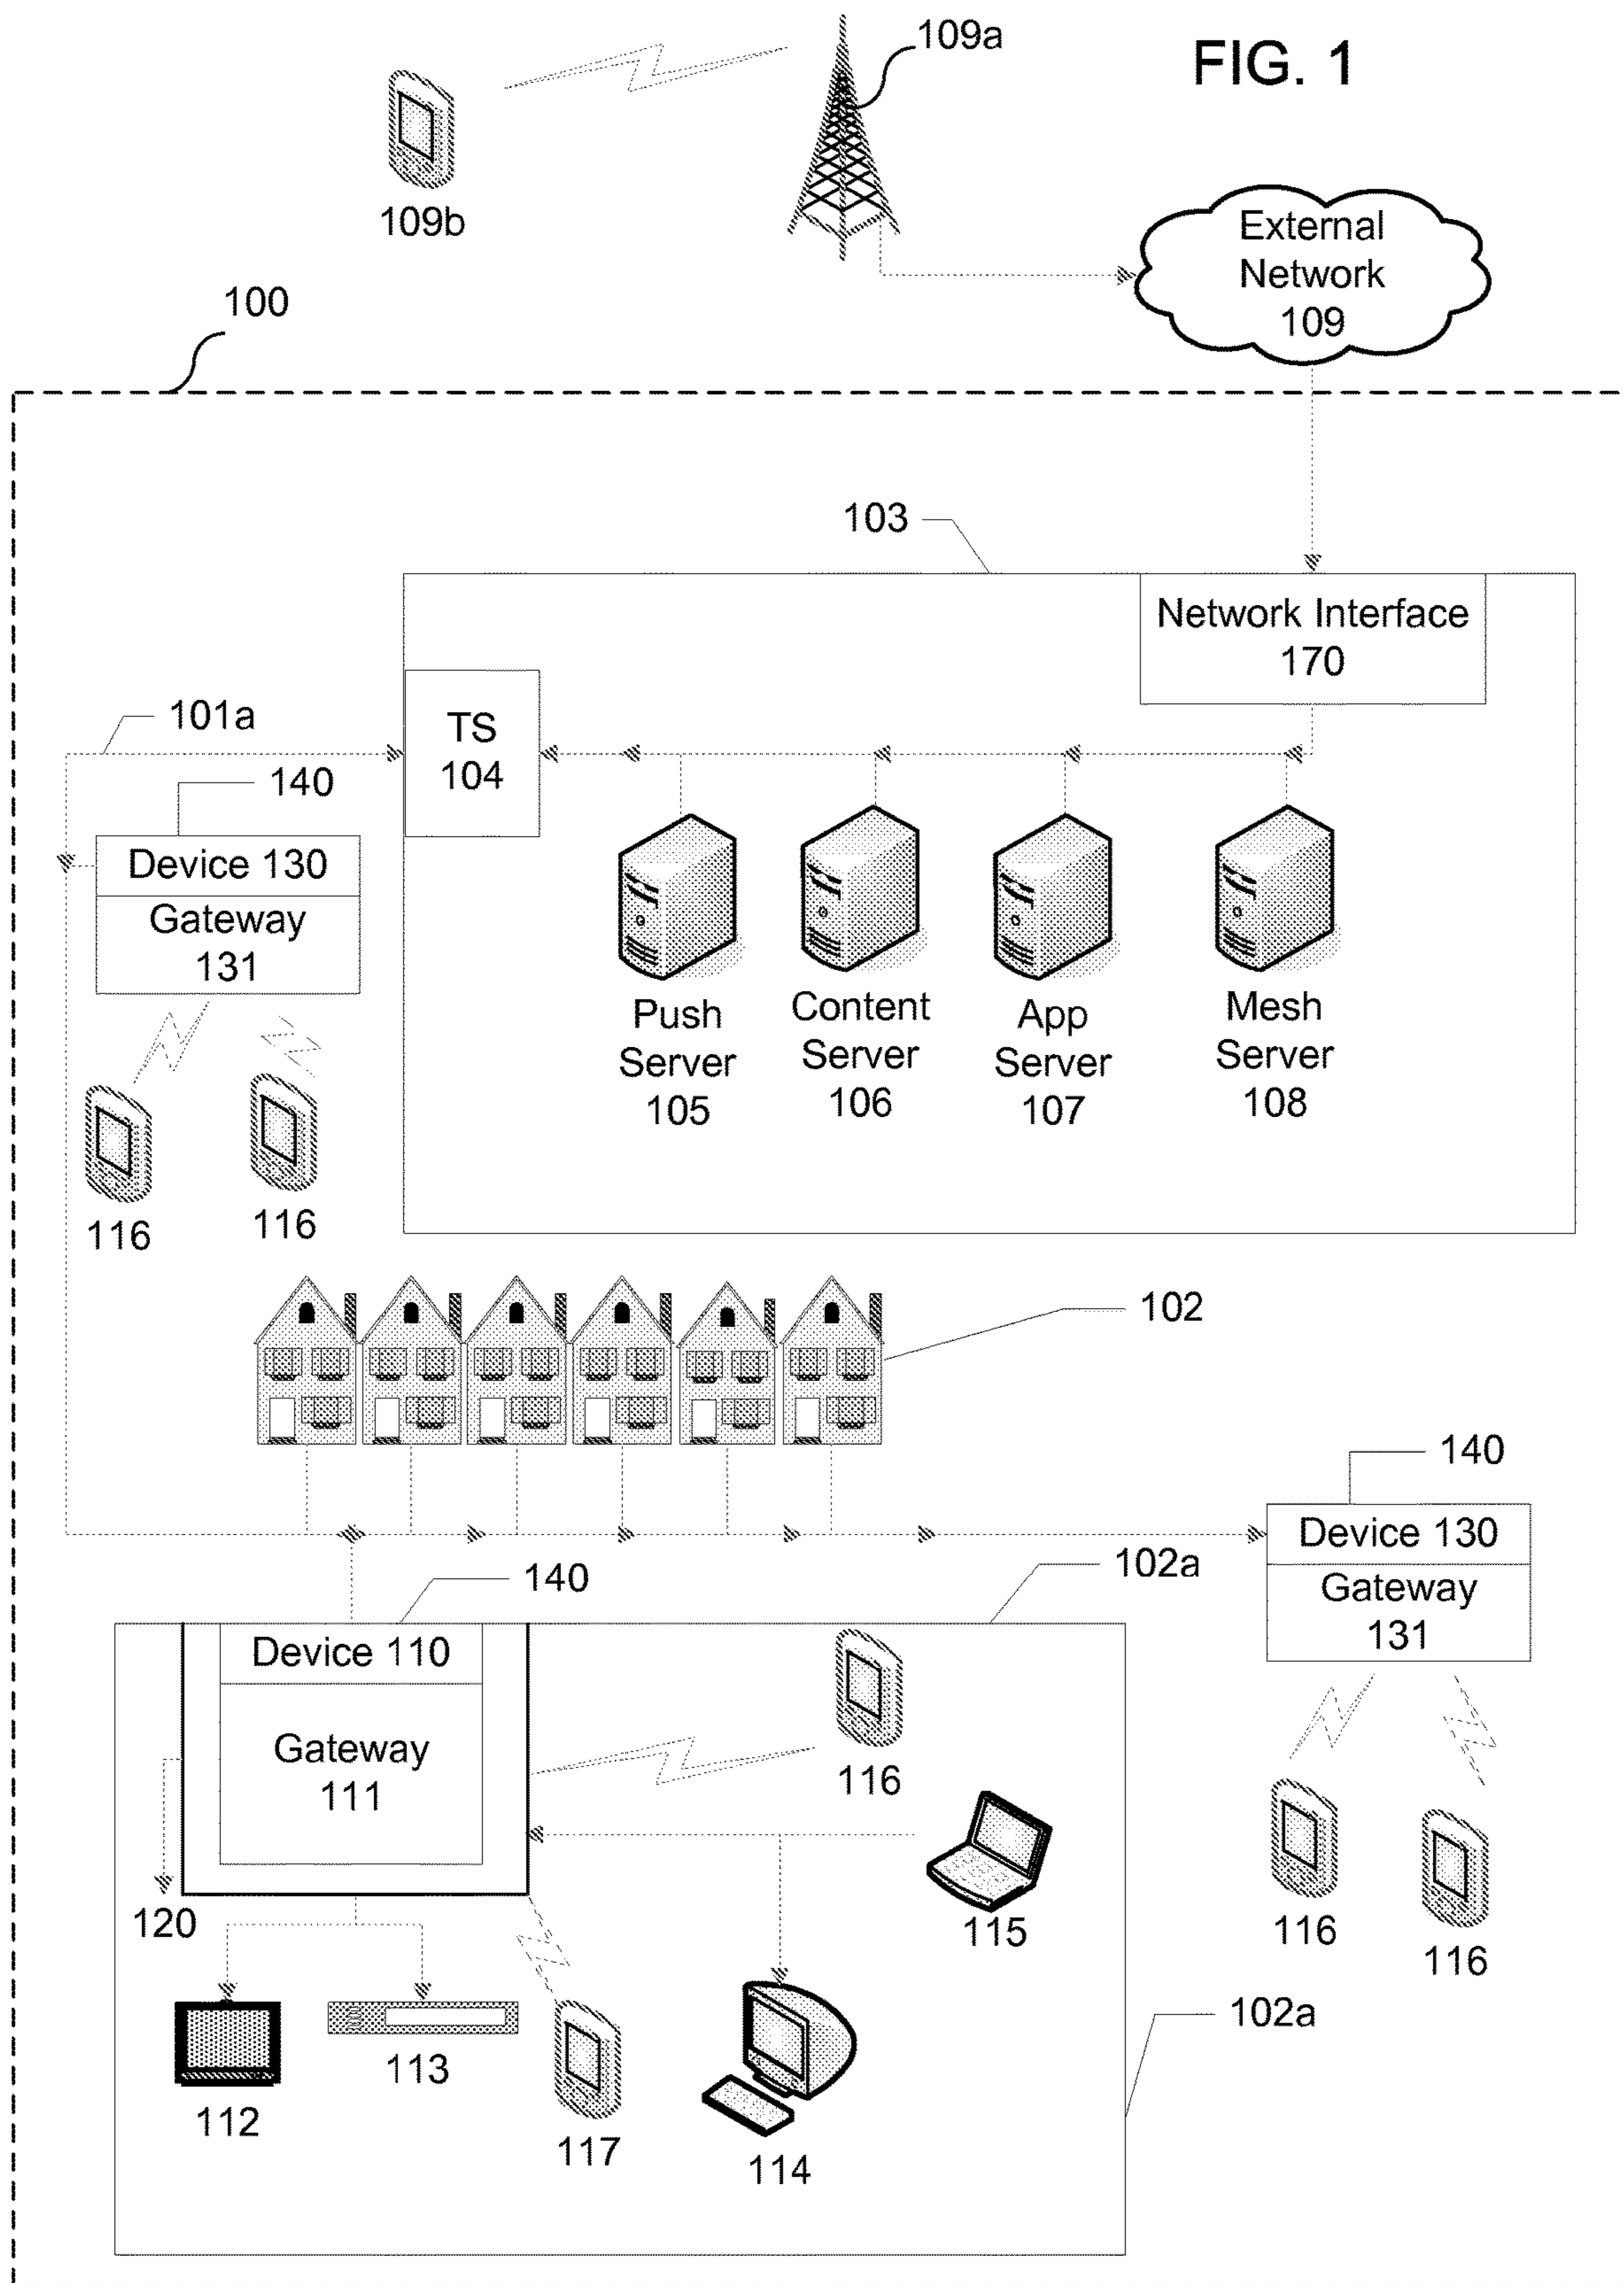 109a
FIG. 1
109b
External
Network
109
100
103
Network Interface
170
101a
TS
104
140
Device 130
Gateway
131
Push
Server
105
Content
Server
106
App
Server
107
Mesh
Server
108
116
116
102
140
Device 130
Gateway
131
102a
140
Device 110
Gateway
111
116
120
115
116
116
102a
112
113
117
114